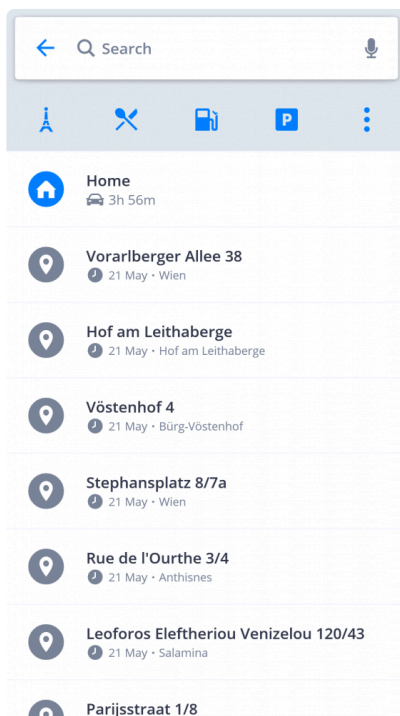 Search
P
Home
3h 56m
Vorarlberger Allee 38
21 May • Wien
Hof am Leithaberge
21 May • Hof am Leithaberge
Vöstenhof 4
21 May • Bürg-Vöstenhof
Stephansplatz 8/7a
21 May • Wien
Rue de l'Ourthe 3/4
21 May • Anthisnes
Leoforos Eleftheriou Venizelou 120/43
21 May • Salamina
Parijsstraat 1/8